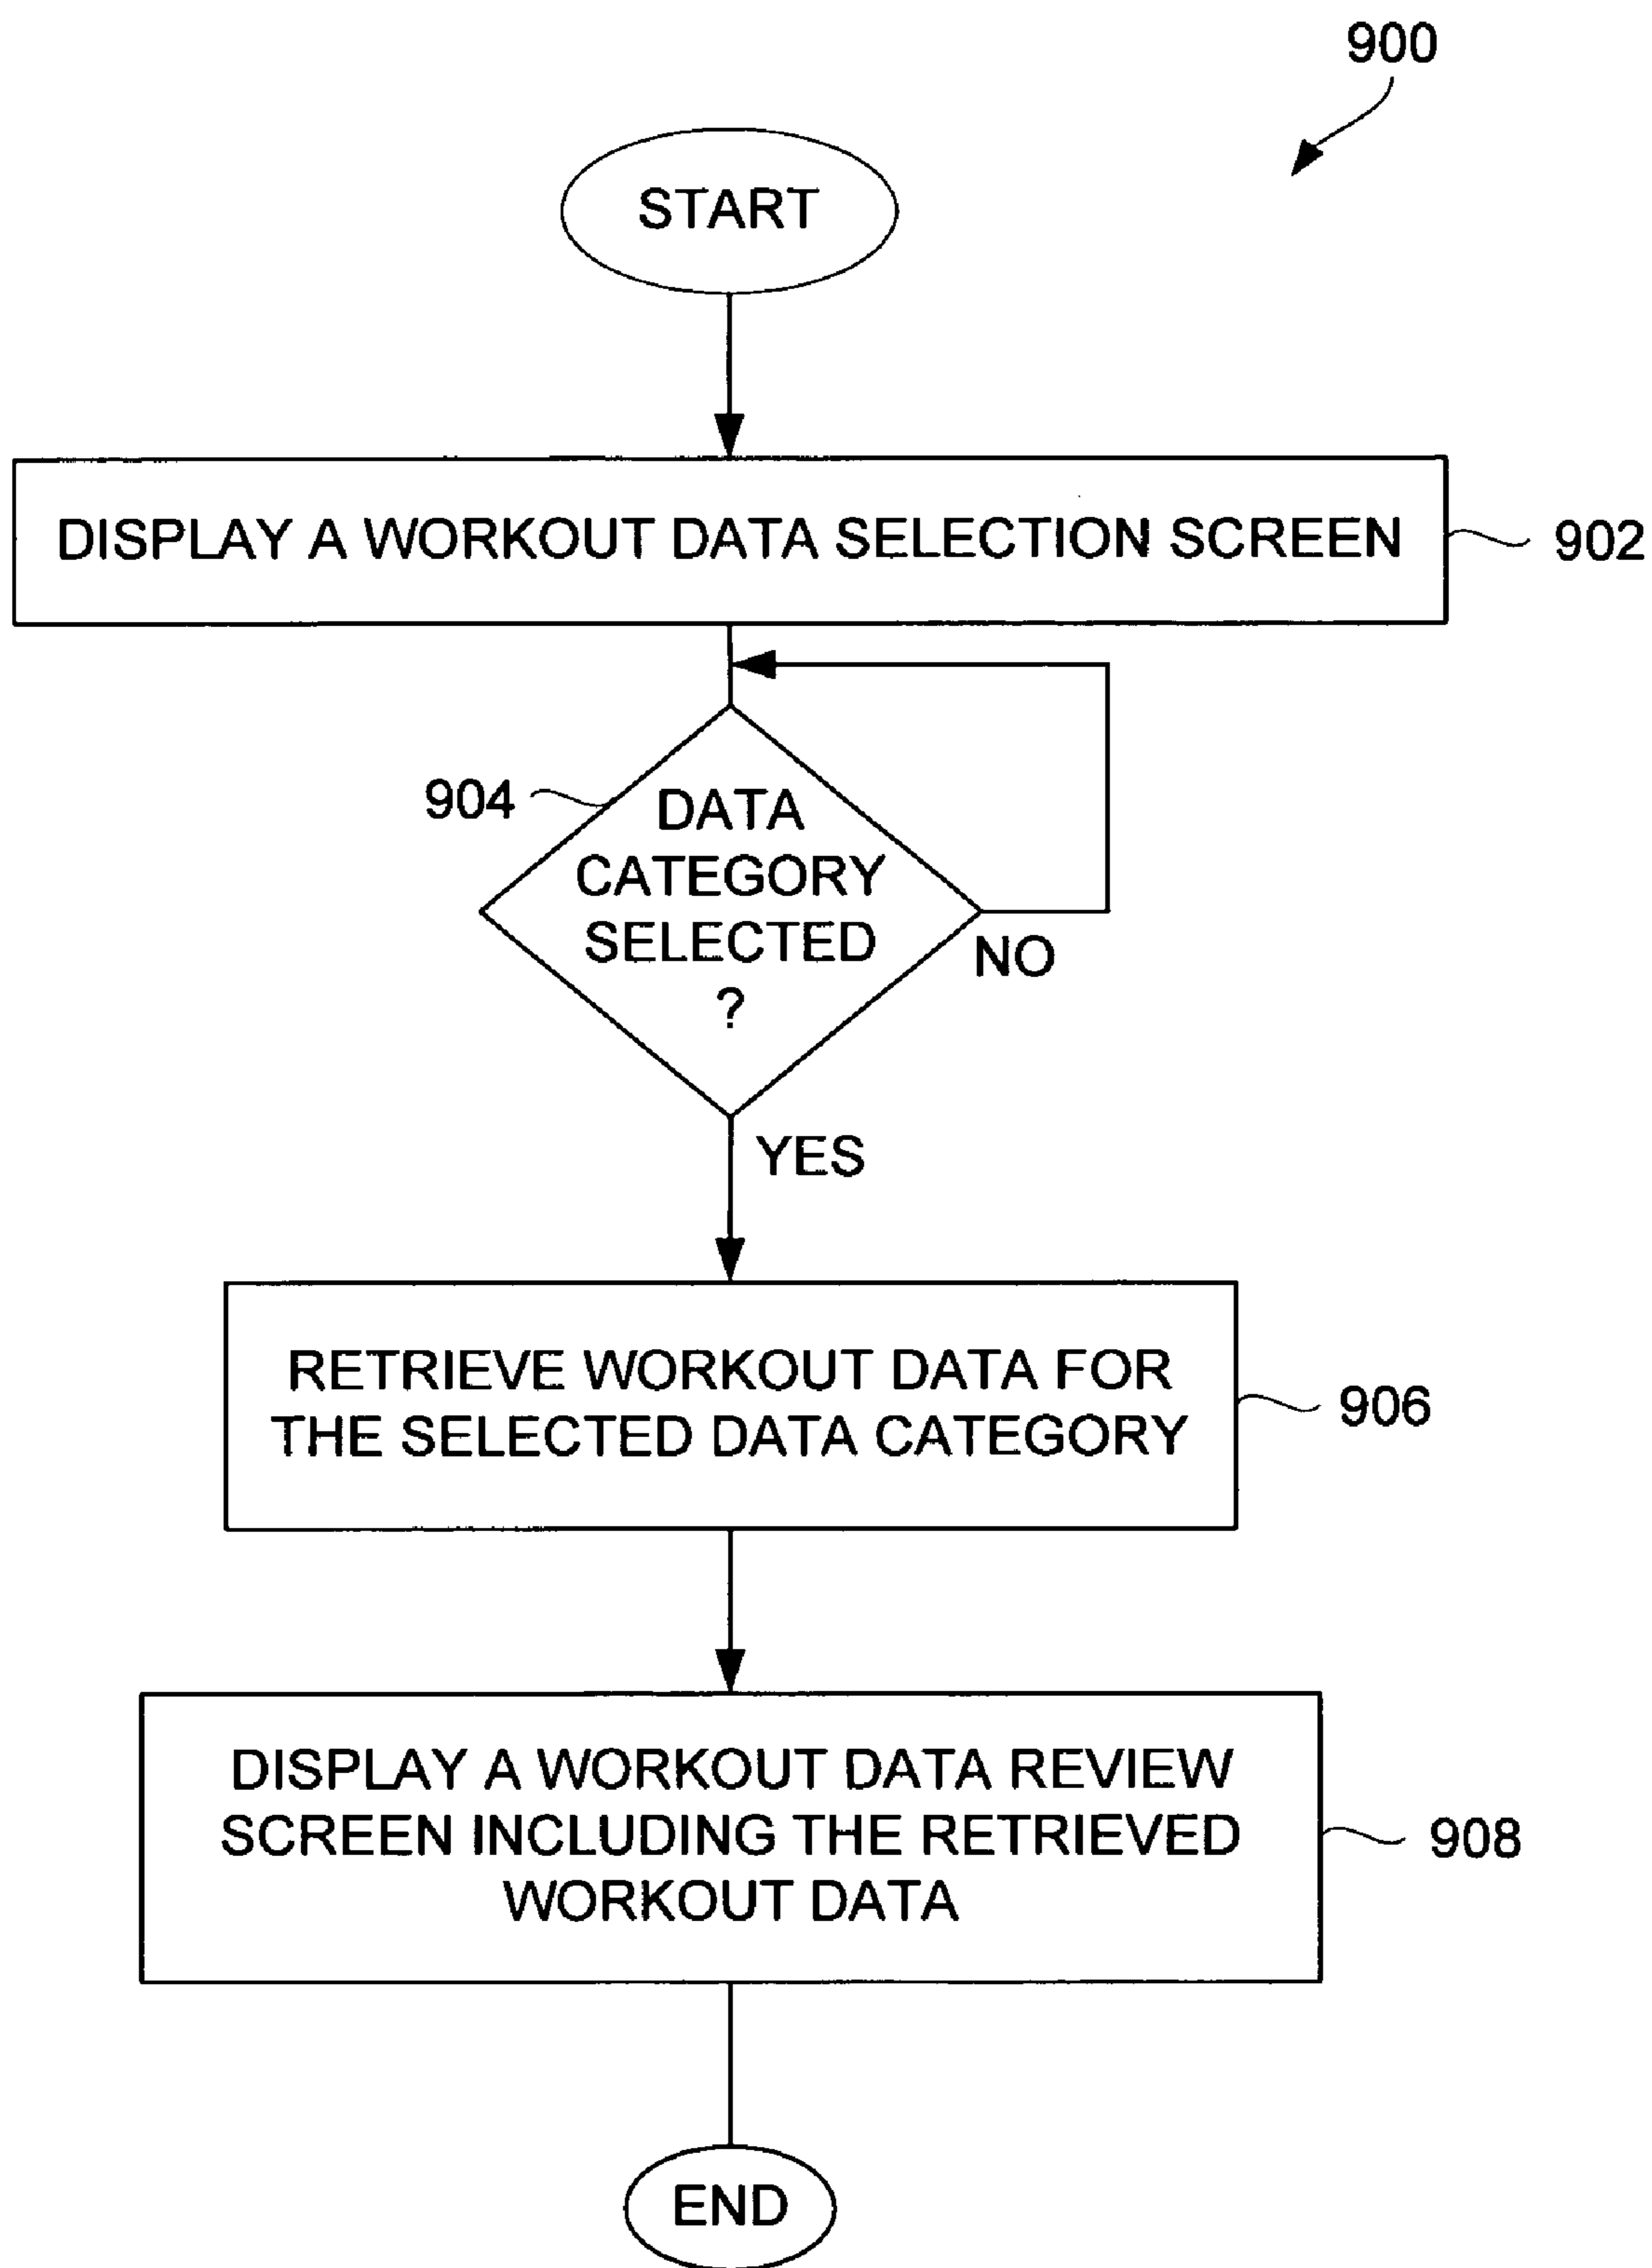 900
START
DISPLAY A WORKOUT DATA SELECTION SCREEN
902
904
DATA
CATEGORY
SELECTED
?
NO
YES
RETRIEVE WORKOUT DATA FOR
THE SELECTED DATA CATEGORY
906
DISPLAY A WORKOUT DATA REVIEW
SCREEN INCLUDING THE RETRIEVED
WORKOUT DATA
908
END